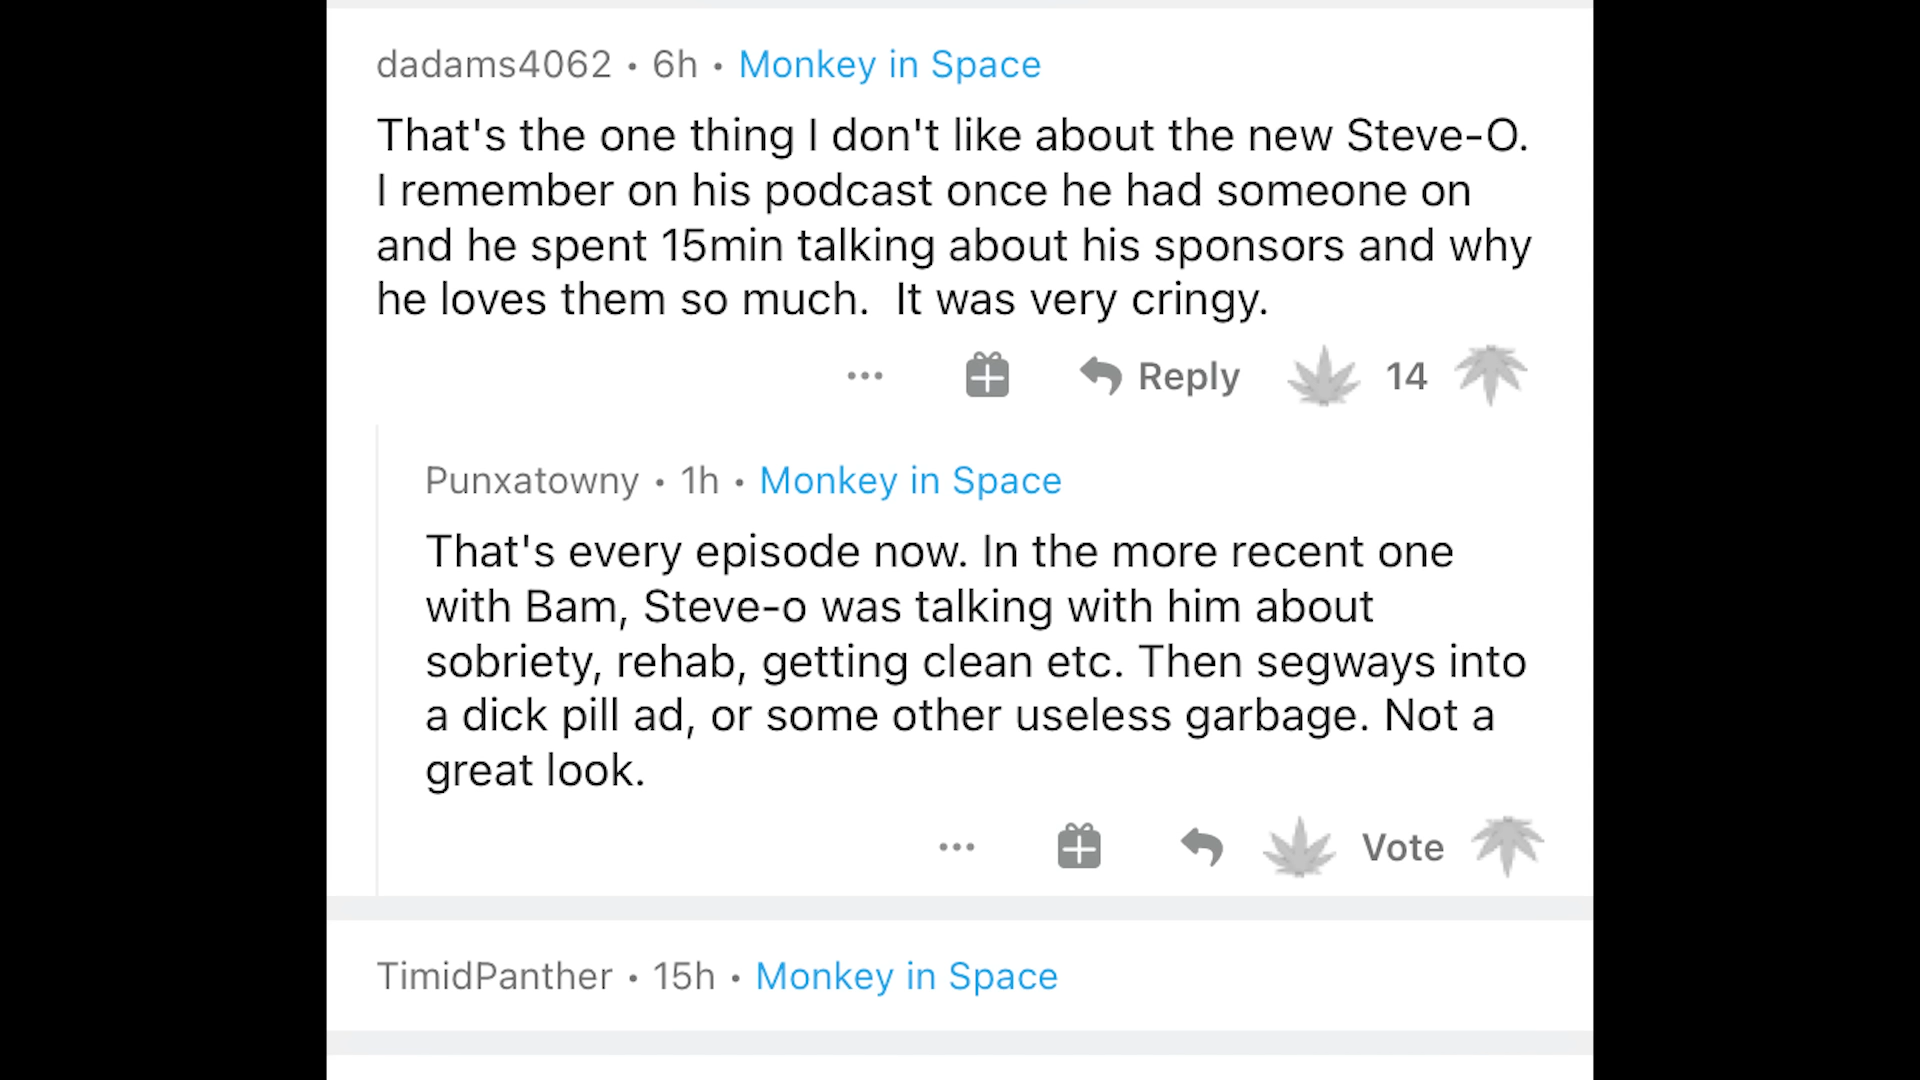 dadams4062 • 6h • Monkey in Space
That's the one thing I don't like about the new Steve-O.
I remember on his podcast once he had someone on
and he spent 15min talking about his sponsors and why
he loves them so much.  It was very cringy.
... Reply 14
Punxatowny • 1h • Monkey in Space
That's every episode now. In the more recent one
with Bam, Steve-o was talking with him about
sobriety, rehab, getting clean etc. Then segways into
a dick pill ad, or some other useless garbage. Not a
great look.
... Vote
TimidPanther • 15h • Monkey in Space